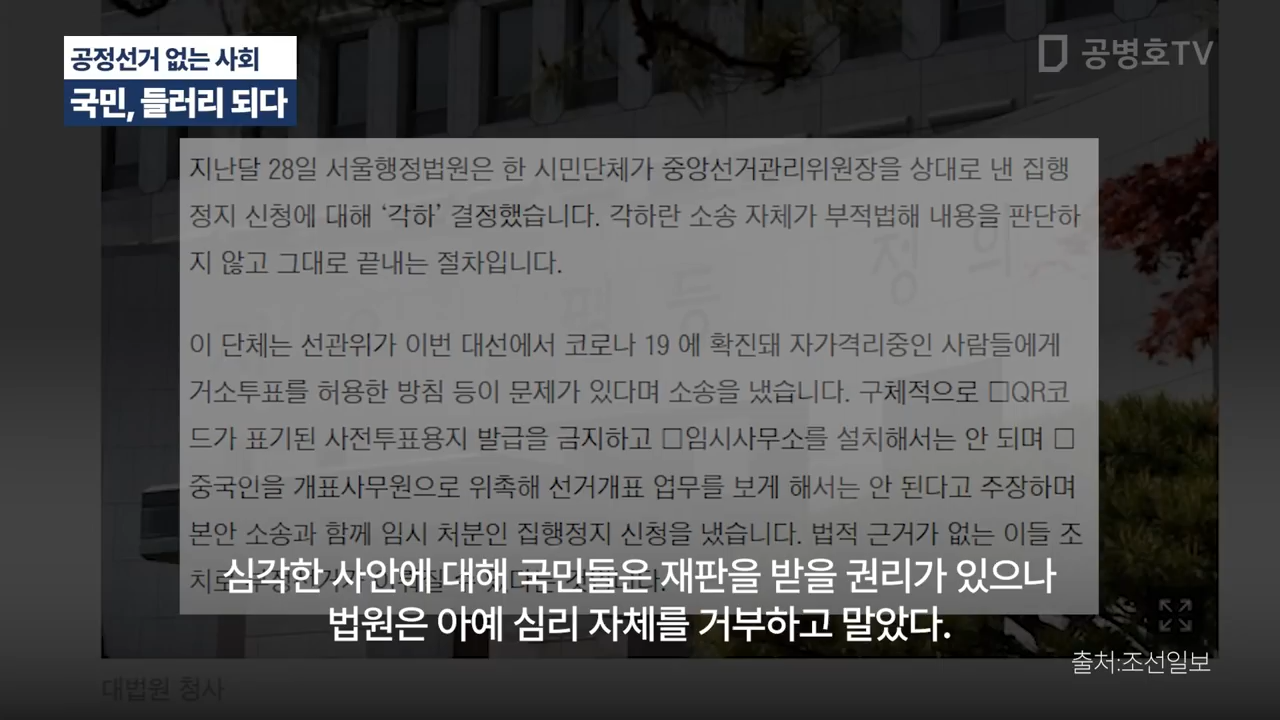 공정선거 없는 사회
국민, 들러리 되다
공병호TV
지난달 28일 서울행정법원은 한 시민단체가 중앙선거관리위원장을 상대로 낸 집행
정지 신청에 대해 ‘각하’ 결정했습니다. 각하란 소송 자체가 부적법해 내용을 판단하
지 않고 그대로 끝내는 절차입니다.
이 단체는 선관위가 이번 대선에서 코로나 19 에 확진돼 자가격리중인 사람들에게
거소투표를 허용한 방침 등이 문제가 있다며 소송을 냈습니다. 구체적으로 □QR코
드가 표기된 사전투표용지 발급을 금지하고 □임시사무소를 설치해서는 안 되며 □
중국인을 개표사무원으로 위촉해 선거개표 업무를 보게 해서는 안 된다고 주장하며
본안 소송과 함께 임시 처분인 집행정지 신청을 냈습니다. 법적 근거가 없는 이들 조
심각한 사안에 대해 국민들은 재판을 받을 권리가 있으나
법원은 아예 심리 자체를 거부하고 말았다.
출처:조선일보
대법원 청사